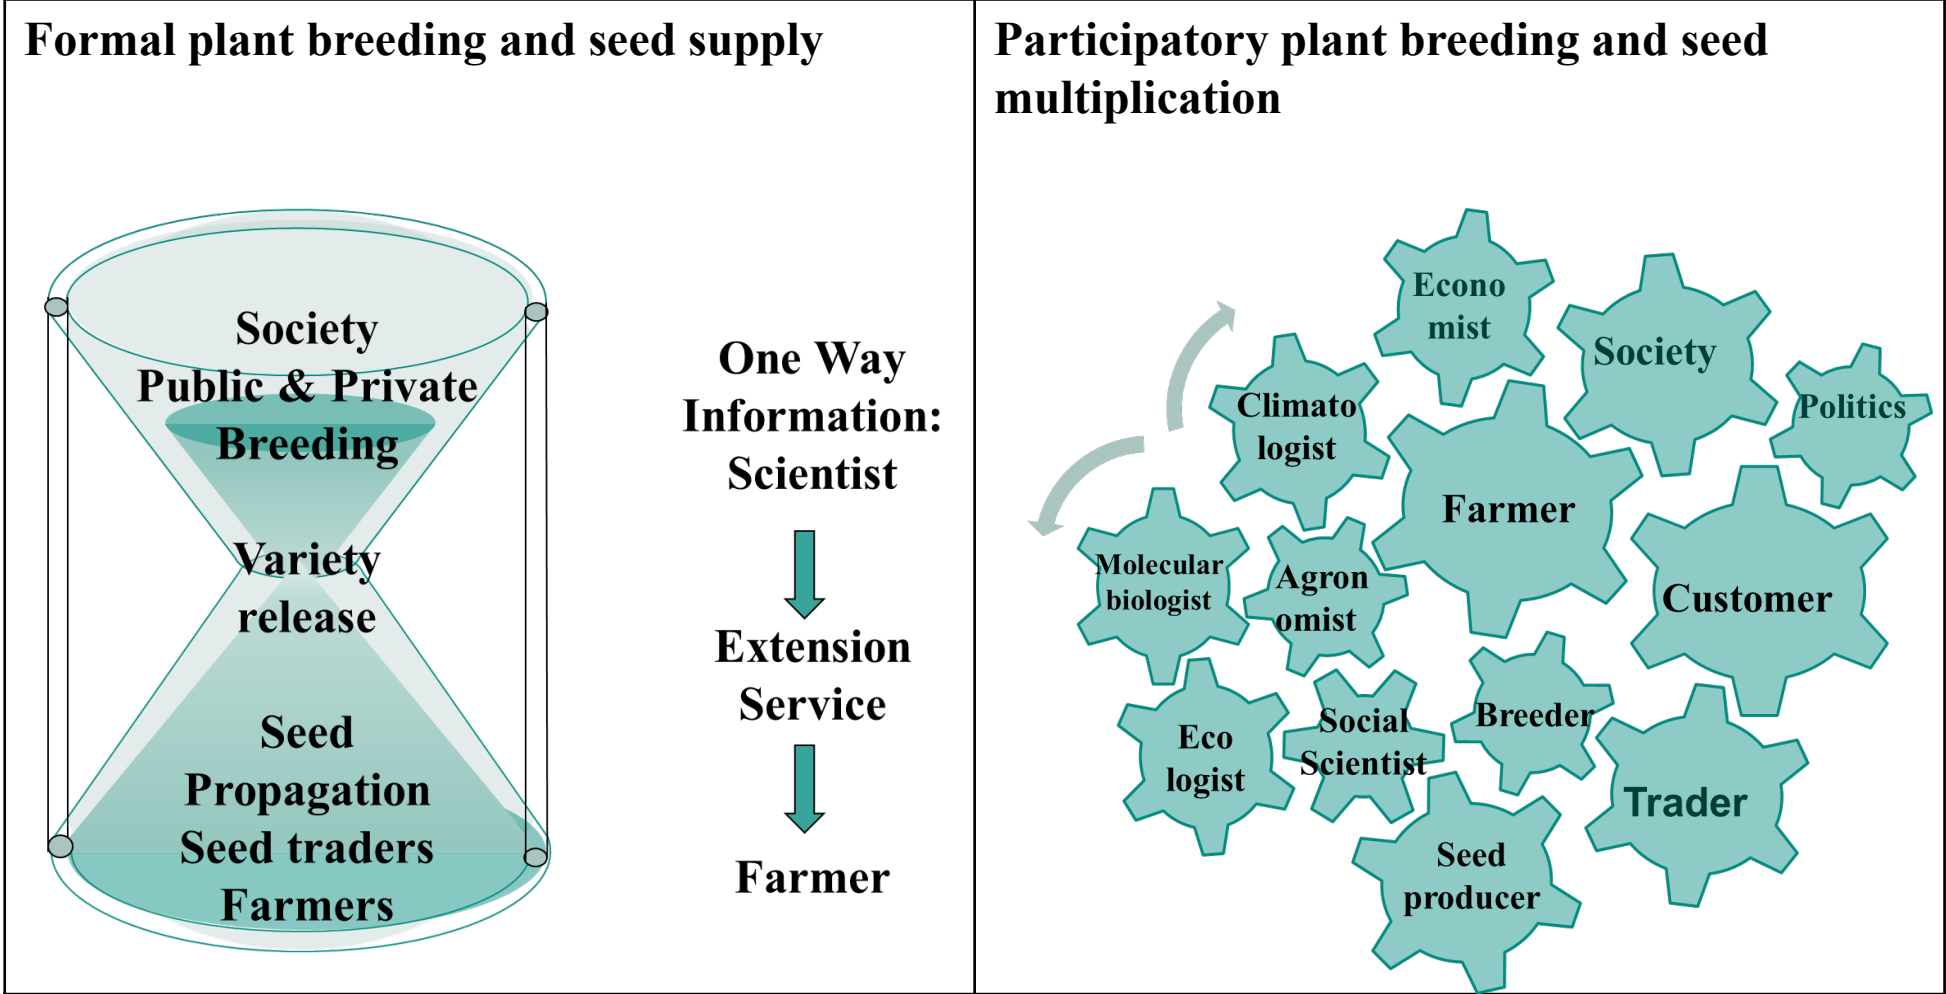 Formal plant breeding and seed supply
Society
Public & Private
Breeding
Variety
release
Seed
Propagation
Seed traders
Farmers
One Way
Information:
Scientist
Extension
Service
Farmer
Participatory plant breeding and seed
multiplication
Econo
mist
Society
Politics
Climato
logist
Farmer
Customer
Molecular
biologist
Agron
omist
Eco
logist
Social
Scientist
Breeder
Trader
Seed
producer